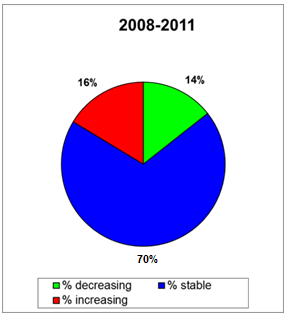 2008-2011
16%
14%
70%
% decreasing
% stable
% increasing